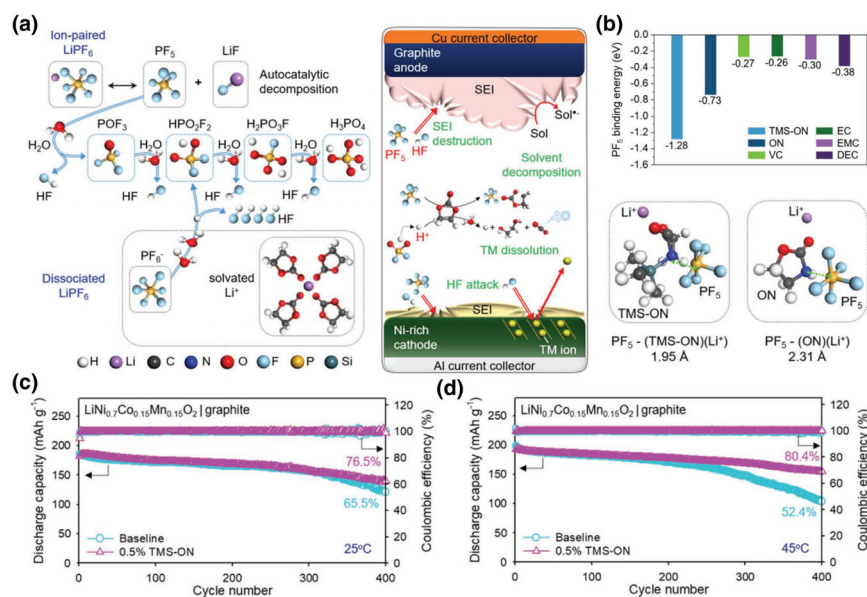 (a)
Ion-paired
LiPF6
PF5
LiF
+
Autocatalytic
decomposition
H2O
POF3
HPO2F2
H2PO3F
H3PO4
H2O
H2O
H2O
HF
HF
HF
HF
HF
Dissociated
LiPF6
PF6-
solvated
Li+
H
Li
C
N
O
F
P
Si
Cu current collector
Graphite
anode
SEI
Sol•-
Sol
SEI
destruction
PF5
HF
Solvent
decomposition
H+
TM dissolution
HF attack
SEI
Ni-rich
cathode
TM ion
Al current collector
(b)
PF5 binding energy (eV)
0.0
-0.2
-0.4
-0.6
-0.8
-1.0
-1.2
-1.4
-1.6
-1.28
-0.73
-0.27
-0.26
-0.30
-0.38
TMS-ON
ON
VC
EC
EMC
DEC
Li+
TMS-ON
PF5
PF5 - (TMS-ON)(Li+)
1.95 Å
Li+
ON
PF5
PF5 - (ON)(Li+)
2.31 Å
(c)
LiNi0.7Co0.15Mn0.15O2 | graphite
Discharge capacity (mAh g-1)
250
200
150
100
50
0
120
100
80
60
40
20
0
Coulombic efficiency (%)
76.5%
65.5%
Baseline
0.5% TMS-ON
25oC
0
100
200
300
400
Cycle number
(d)
LiNi0.7Co0.15Mn0.15O2 | graphite
Discharge capacity (mAh g-1)
250
200
150
100
50
0
120
100
80
60
40
20
0
Coulombic efficiency (%)
80.4%
52.4%
Baseline
0.5% TMS-ON
45oC
0
100
200
300
400
Cycle number